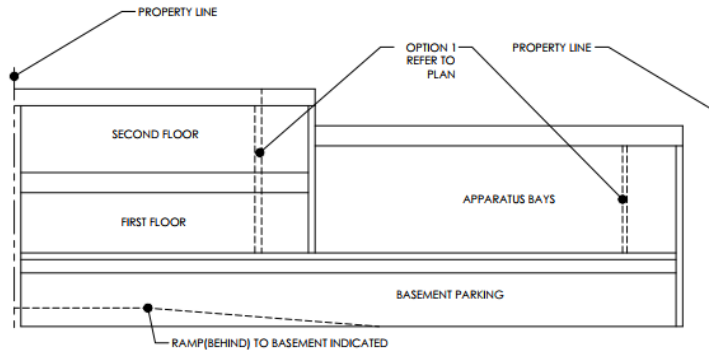 PROPERTY LINE
OPTION 1
REFER TO
PLAN
PROPERTY LINE
SECOND FLOOR
APPARATUS BAYS
FIRST FLOOR
BASEMENT PARKING
RAMP(BEHIND) TO BASEMENT INDICATED